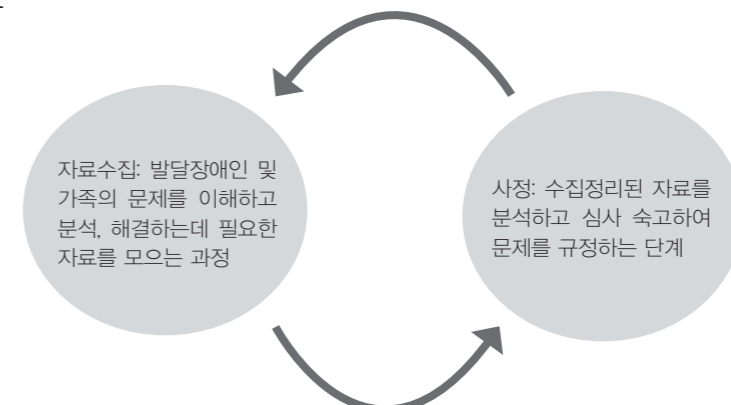 자료수집: 발달장애인 및
가족의 문제를 이해하고
분석, 해결하는데 필요한
자료를 모으는 과정
사정: 수집정리된 자료를
분석하고 심사 숙고하여
문제를 규정하는 단계